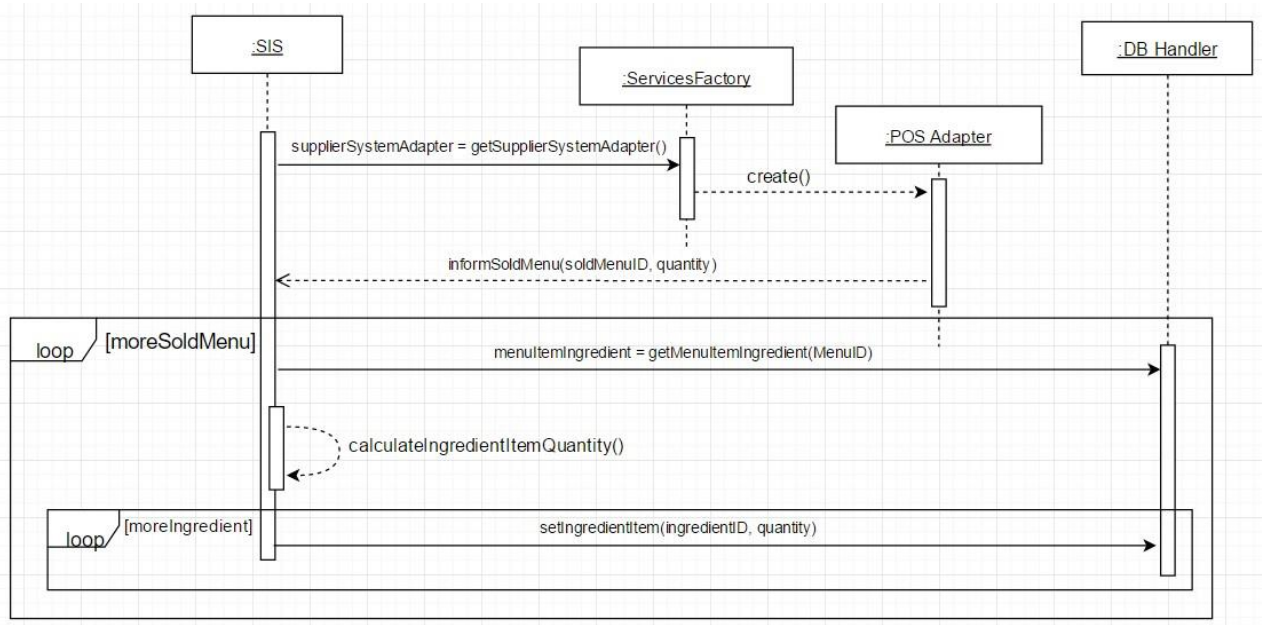 :SIS
:ServicesFactory
:DB Handler
:POS Adapter
supplierSystemAdapter = getSupplierSystemAdapter()
create()
informSoldMenu(soldMenuID, quantity)
loop
[moreSoldMenu]
menuItemIngredient = getMenuItemIngredient(MenuID)
calculateIngredientItemQuantity()
loop
[moreIngredient]
setIngredientItem(ingredientID, quantity)